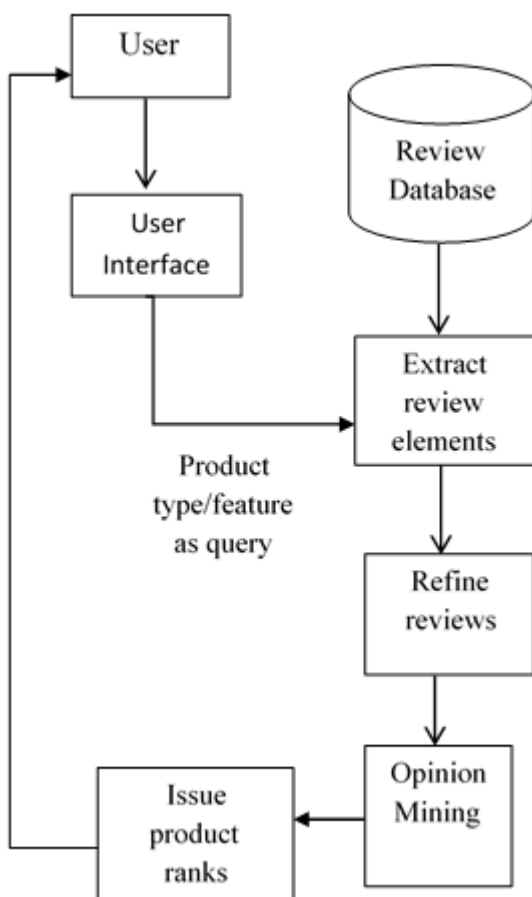 User
Review
Database
User
Interface
Extract
review
elements
Product
type/feature
as query
Refine
reviews
Opinion
Mining
Issue
product
ranks